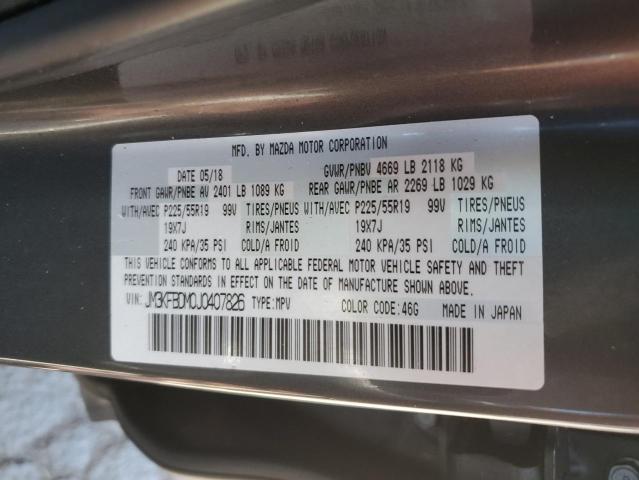 MFD. BY MAZDA MOTOR CORPORATION
DATE 05/18 GVWR/PNBV 4669 LB 2118 KG
FRONT GAWR/PNBE AV 2401 LB 1089 KG REAR GAWR/PNBE AR 2269 LB 1029 KG
WITH/AVEC P225/55R19 99V TIRES/PNEUS WITH/AVEC P225/55R19 99V TIRES/PNEUS
19X7J RIMS/JANTES 19X7J RIMS/JANTES
240 KPA/35 PSI COLD/A FROID 240 KPA/35 PSI COLD/A FROID
THIS VEHICLE CONFORMS TO ALL APPLICABLE FEDERAL MOTOR VEHICLE SAFETY AND THEFT
PREVENTION STANDARDS IN EFFECT ON THE DATE OF MANUFACTURE SHOWN ABOVE.
VIN: JM3KFBDM0J0407826 TYPE: MPV COLOR CODE: 46G MADE IN JAPAN